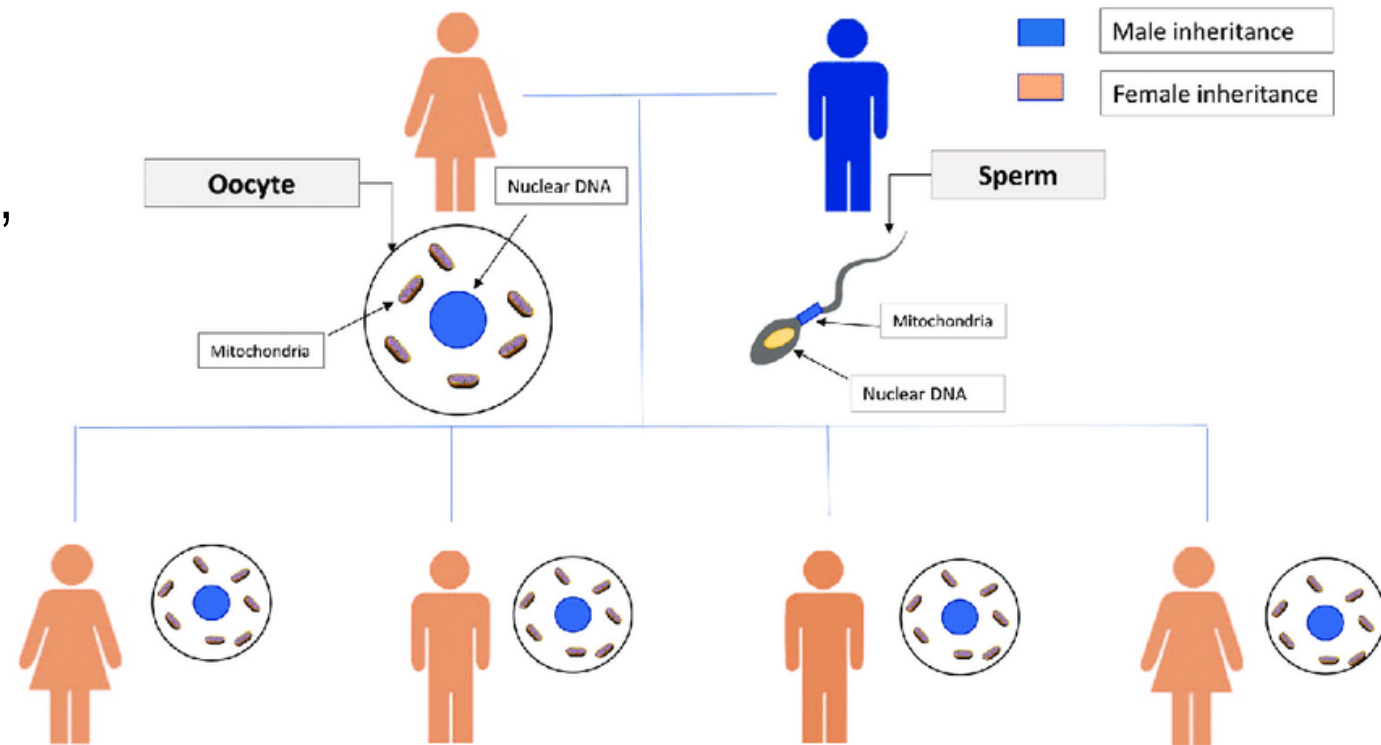 Male inheritance
Female inheritance
Oocyte
Nuclear DNA
Sperm
,
Mitochondria
Mitochondria
Nuclear DNA